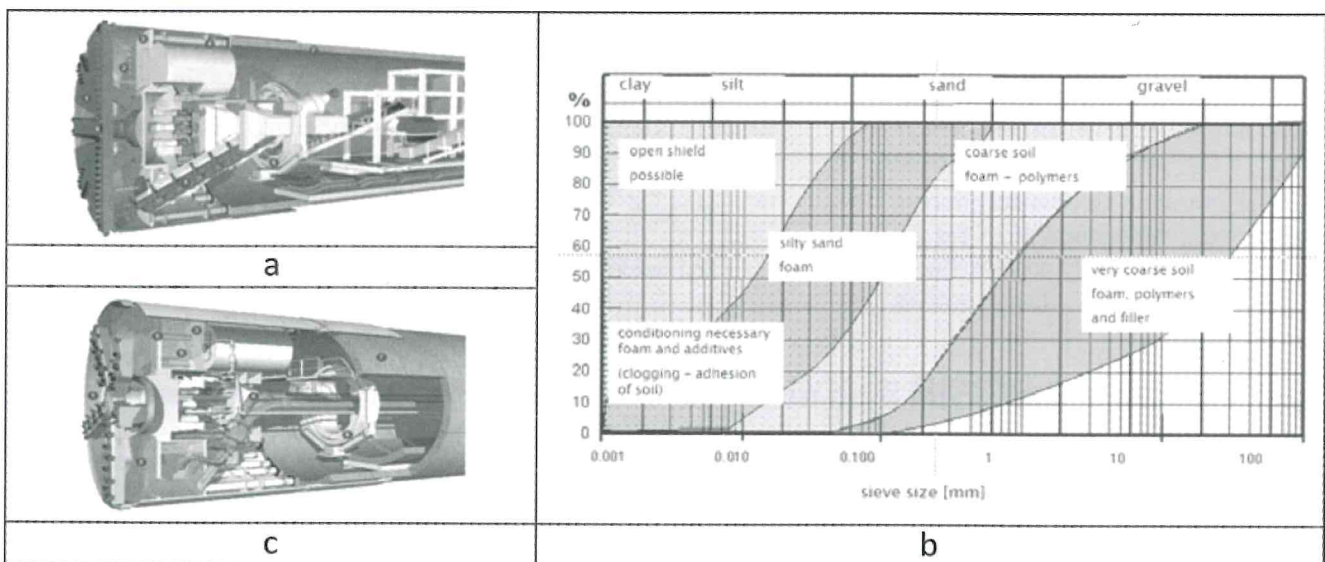 a
c
clay silt sand gravel
%
100
90
80
70
60
50
40
30
20
10
0
open shield
possible
coarse soil
foam – polymers
silty sand
foam
very coarse soil
foam, polymers
and filler
conditioning necessary
foam and additives
(clogging – adhesion
of soil)
0.001 0.010 0.100 1 10 100
sieve size [mm]
b